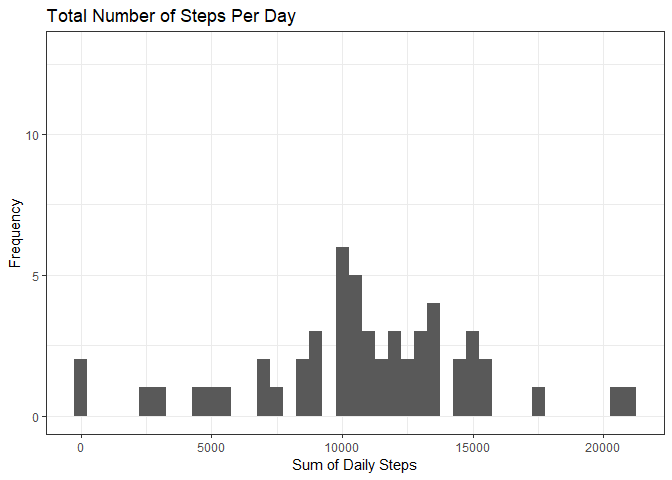 Total Number of Steps Per Day
10
5
0
Frequency
0 5000 10000 15000 20000
Sum of Daily Steps